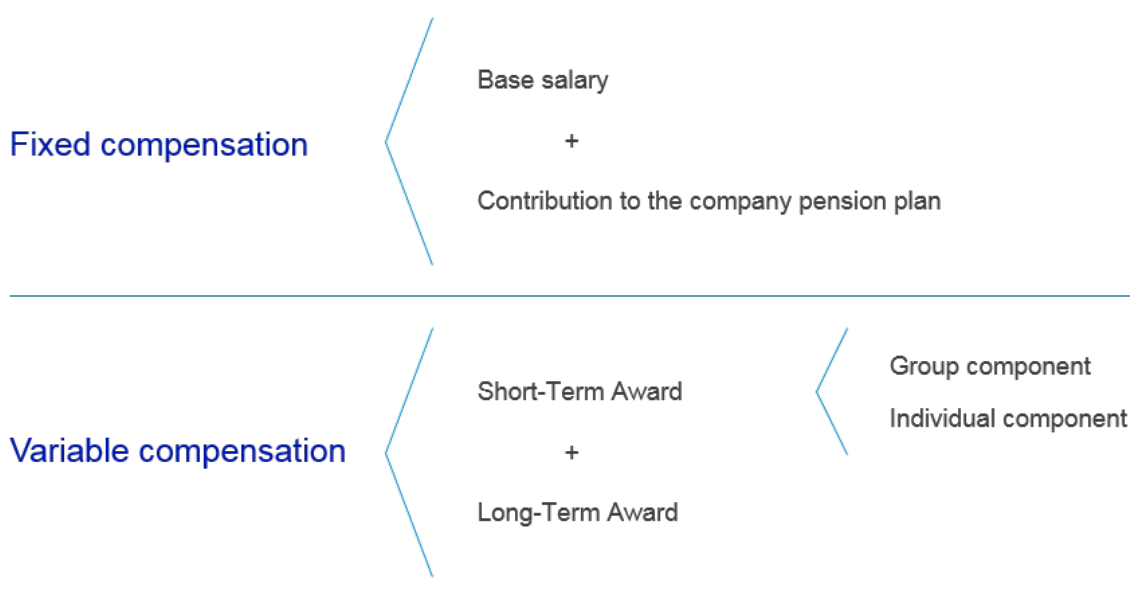 Fixed compensation
Base salary
+
Contribution to the company pension plan
Variable compensation
Short-Term Award
+
Long-Term Award
Group component
Individual component